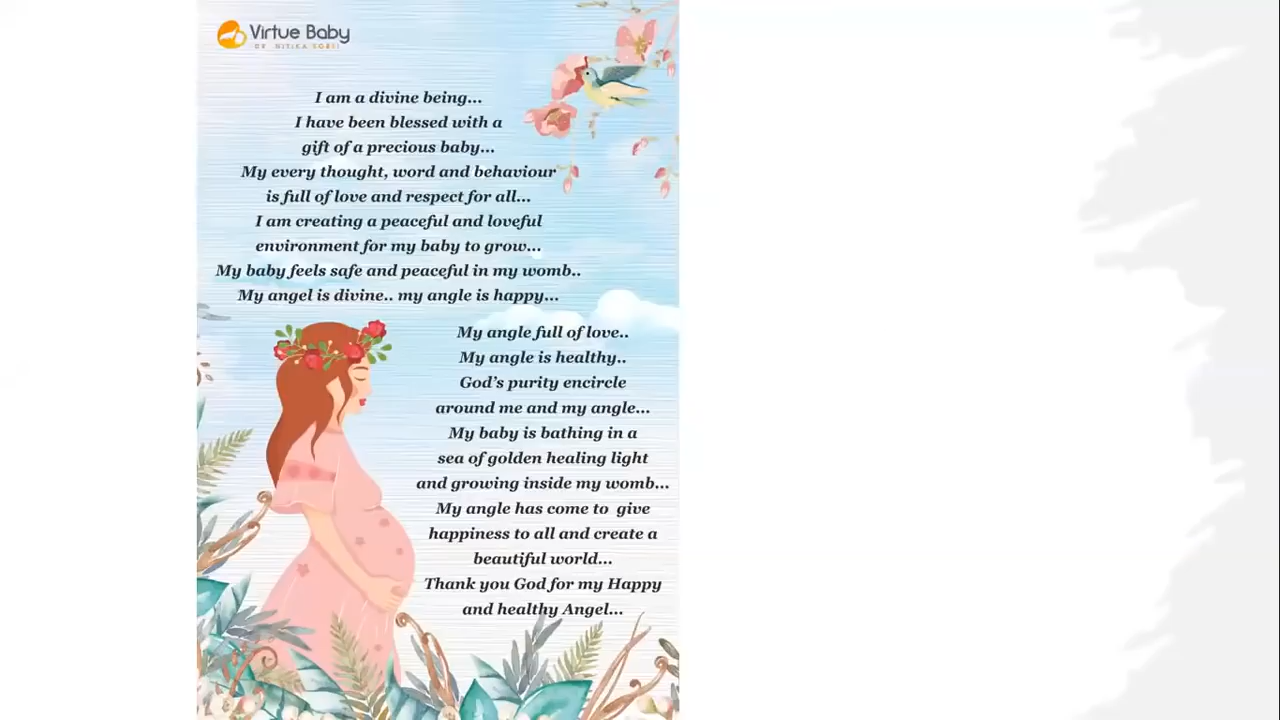 Virtue Baby
DR. NITIKA SOBTI
I am a divine being...
I have been blessed with a
gift of a precious baby...
My every thought, word and behaviour
is full of love and respect for all...
I am creating a peaceful and loveful
environment for my baby to grow...
My baby feels safe and peaceful in my womb..
My angel is divine.. my angle is happy...
My angle full of love..
My angle is healthy..
God’s purity encircle
around me and my angle...
My baby is bathing in a
sea of golden healing light
and growing inside my womb...
My angle has come to  give
happiness to all and create a
beautiful world...
Thank you God for my Happy
and healthy Angel...